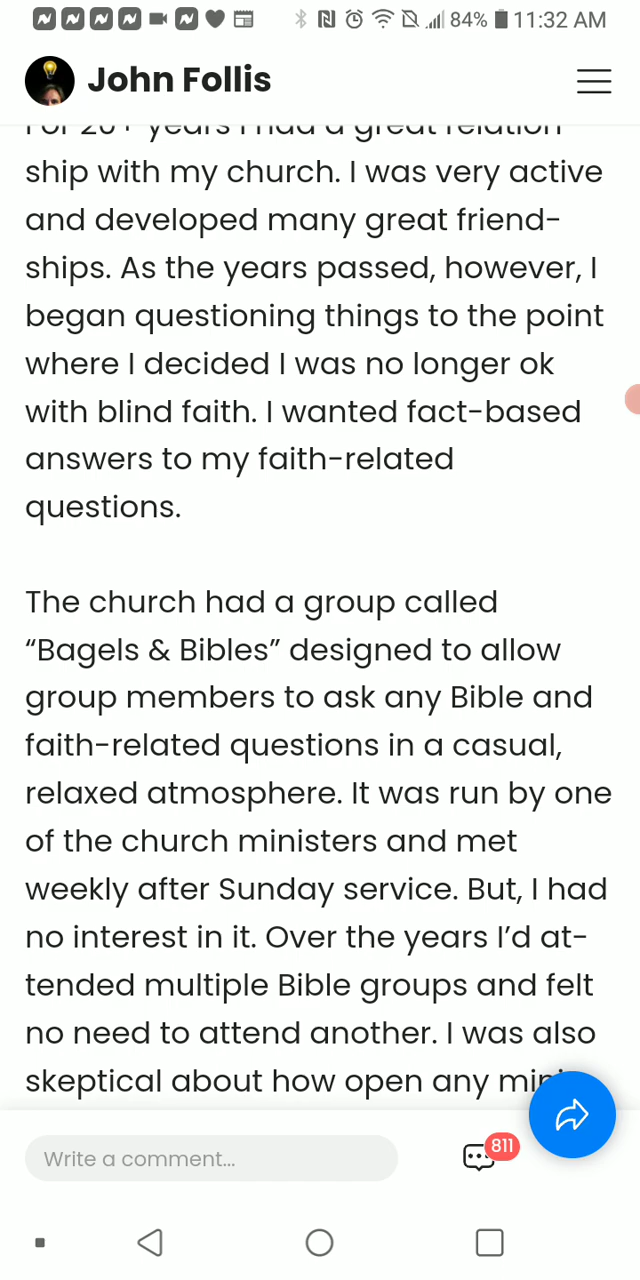 84% 11:32 AM
John Follis
For 20+ years I had a great relation
ship with my church. I was very active
and developed many great friend-
ships. As the years passed, however, I
began questioning things to the point
where I decided I was no longer ok
with blind faith. I wanted fact-based
answers to my faith-related
questions.
The church had a group called
“Bagels & Bibles” designed to allow
group members to ask any Bible and
faith-related questions in a casual,
relaxed atmosphere. It was run by one
of the church ministers and met
weekly after Sunday service. But, I had
no interest in it. Over the years I’d at-
tended multiple Bible groups and felt
no need to attend another. I was also
skeptical about how open any
Write a comment...
811